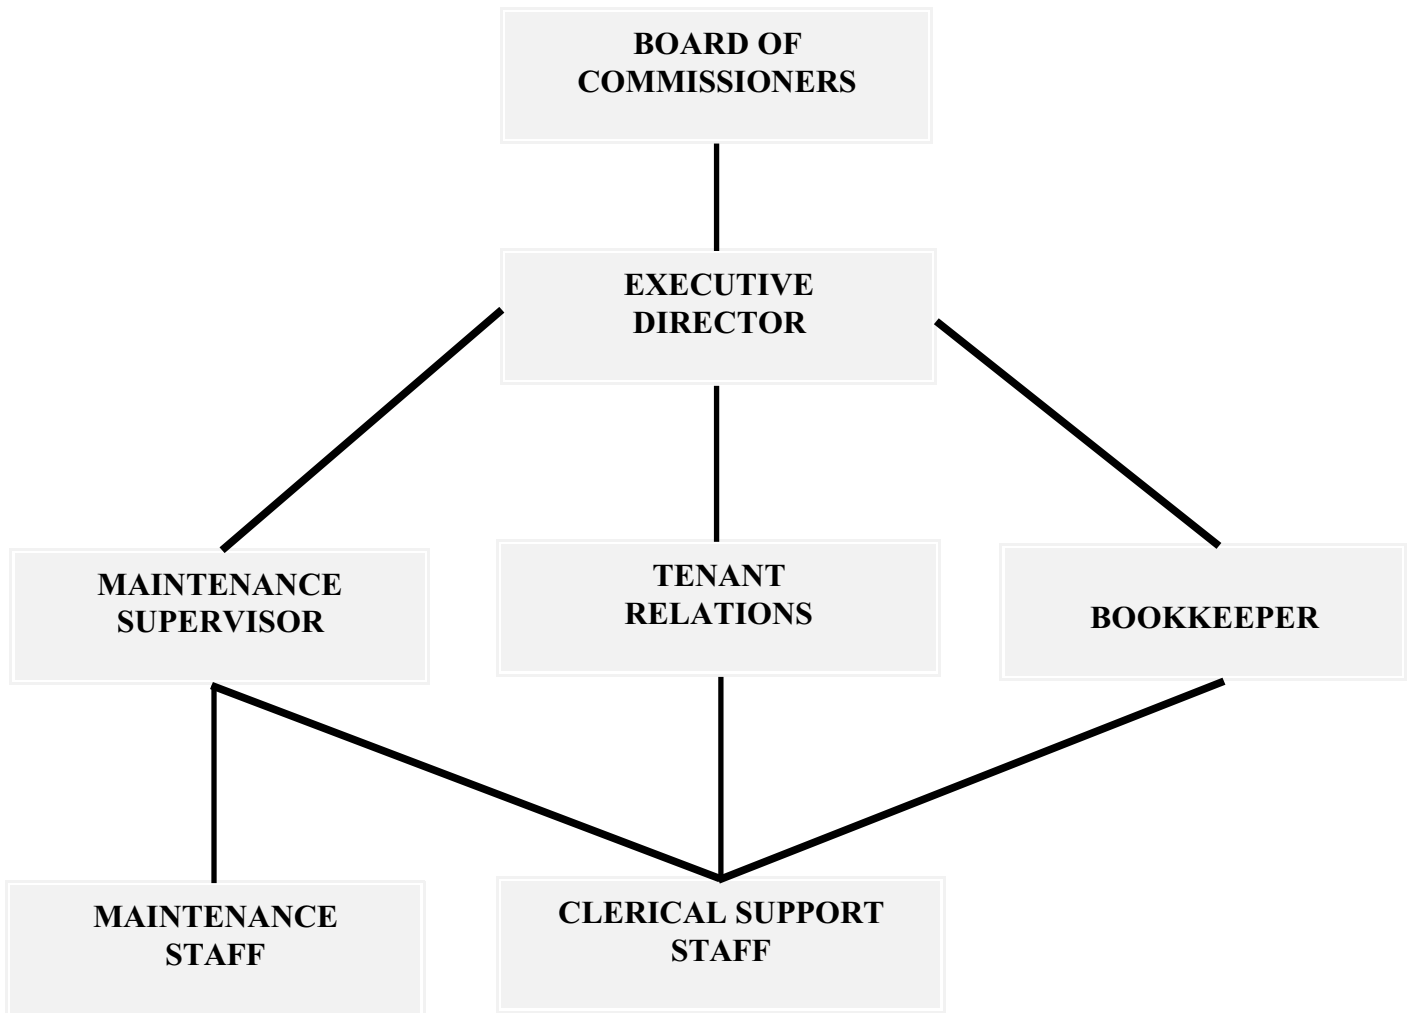 BOARD OF
COMMISSIONERS
EXECUTIVE
DIRECTOR
MAINTENANCE
SUPERVISOR
TENANT
RELATIONS
BOOKKEEPER
MAINTENANCE
STAFF
CLERICAL SUPPORT
STAFF